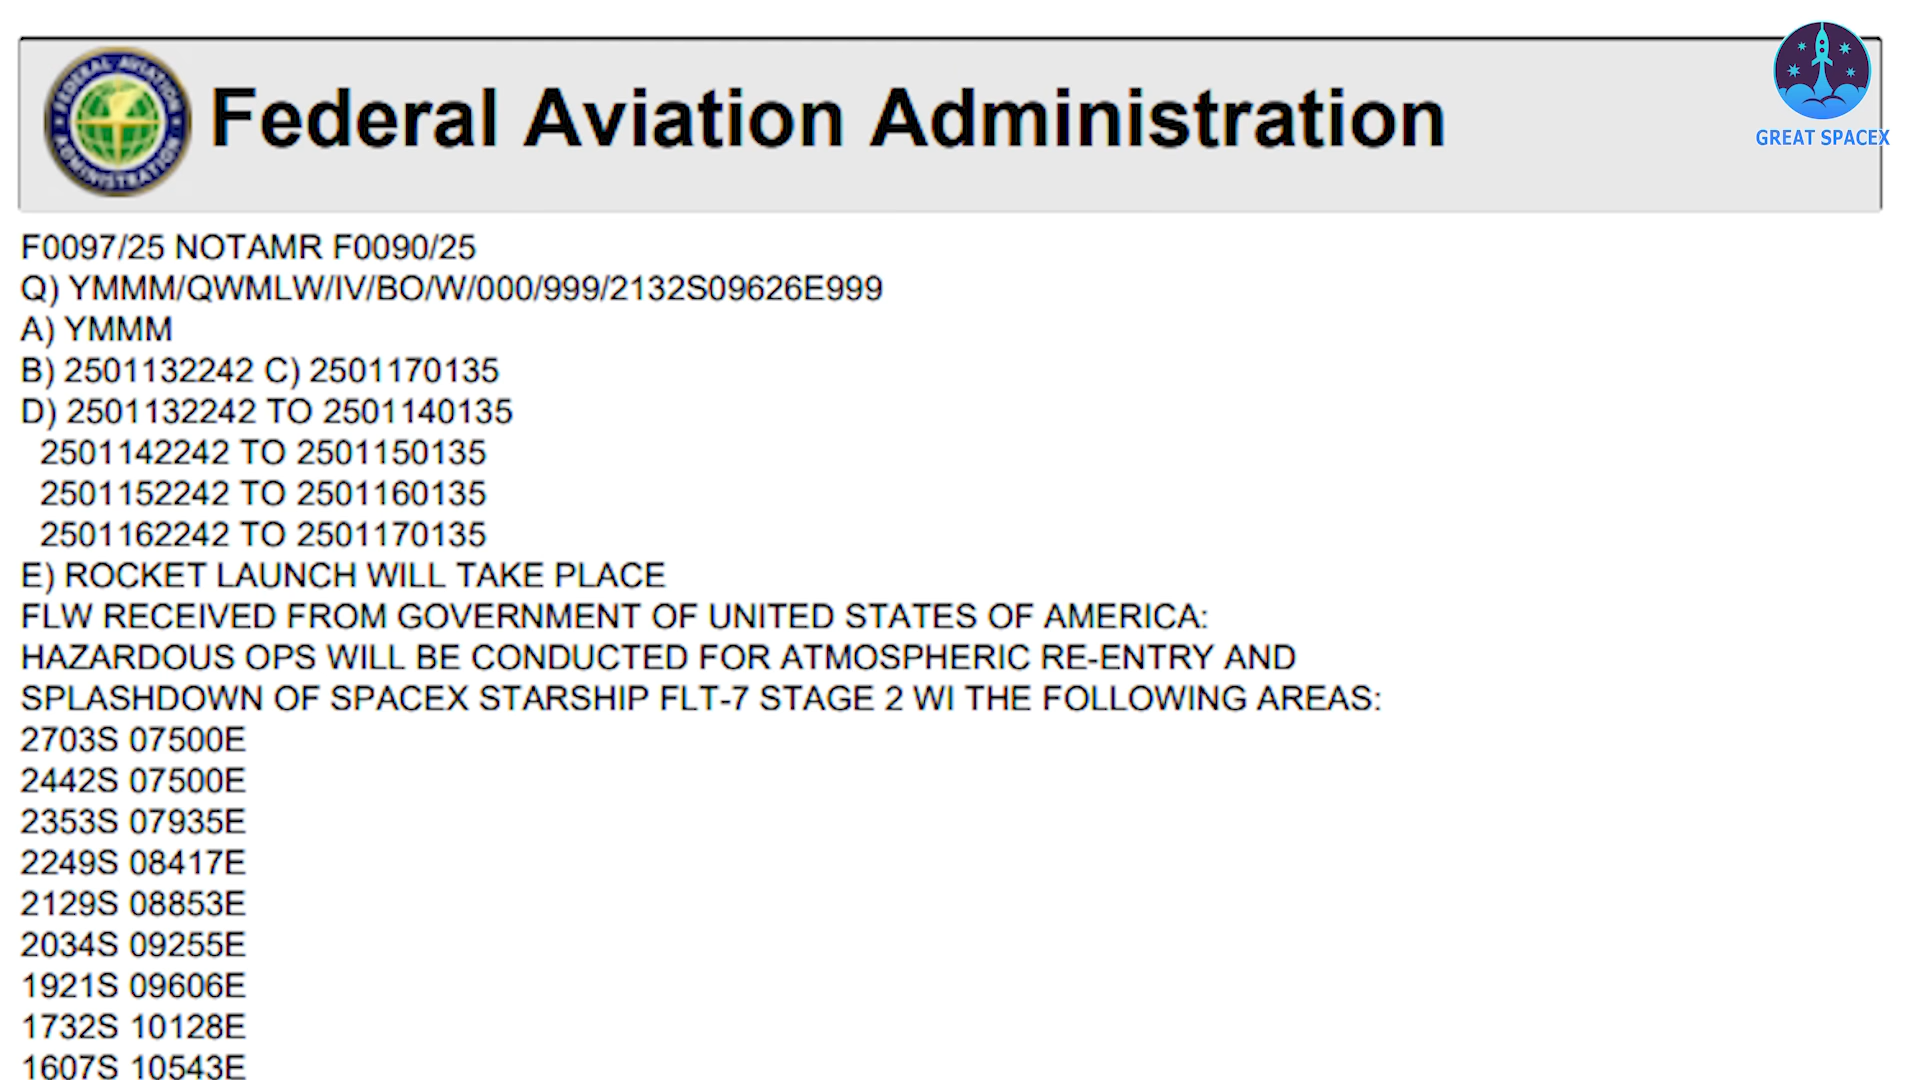 FEDERAL AVIATION
ADMINISTRATION
Federal Aviation Administration
GREAT SPACEX
F0097/25 NOTAMR F0090/25
Q) YMMM/QWMLW/IV/BO/W/000/999/2132S09626E999
A) YMMM
B) 2501132242 C) 2501170135
D) 2501132242 TO 2501140135
2501142242 TO 2501150135
2501152242 TO 2501160135
2501162242 TO 2501170135
E) ROCKET LAUNCH WILL TAKE PLACE
FLW RECEIVED FROM GOVERNMENT OF UNITED STATES OF AMERICA:
HAZARDOUS OPS WILL BE CONDUCTED FOR ATMOSPHERIC RE-ENTRY AND
SPLASHDOWN OF SPACEX STARSHIP FLT-7 STAGE 2 WI THE FOLLOWING AREAS:
2703S 07500E
2442S 07500E
2353S 07935E
2249S 08417E
2129S 08853E
2034S 09255E
1921S 09606E
1732S 10128E
1607S 10543E